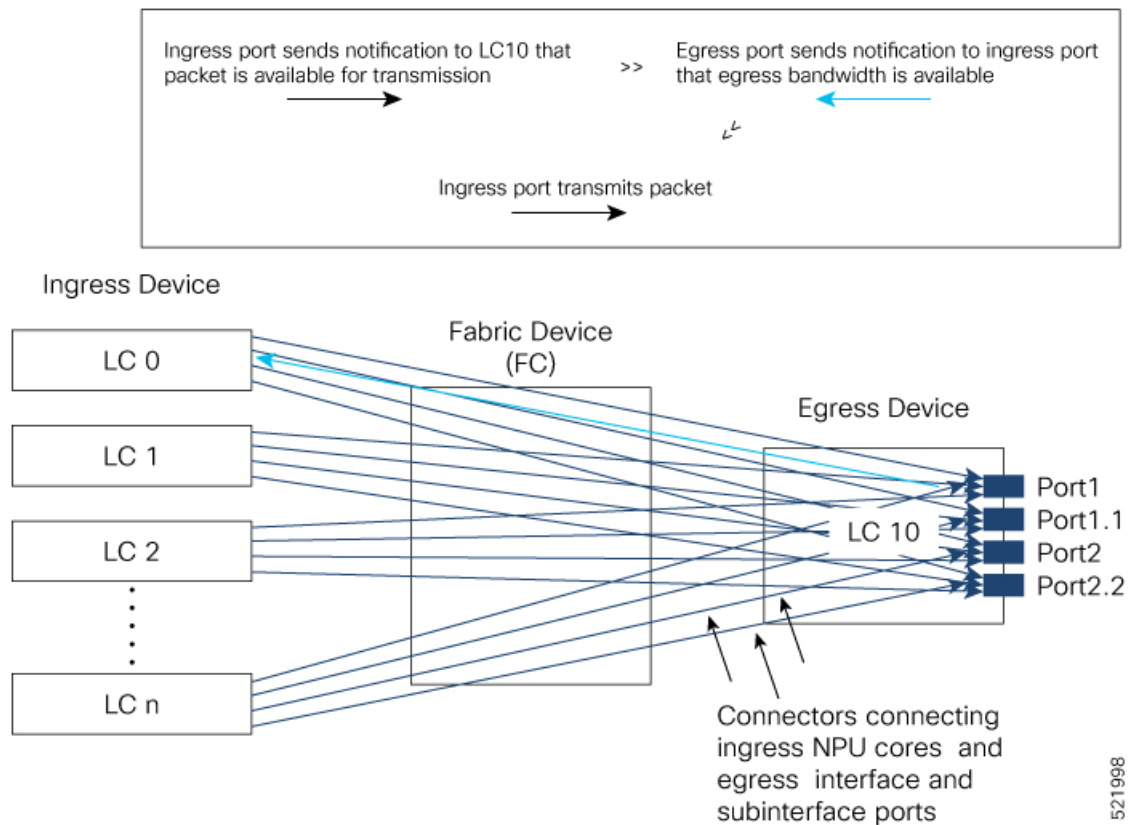 Ingress port sends notification to LC10 that
packet is available for transmission
>>
Egress port sends notification to ingress port
that egress bandwidth is available
>>
Ingress port transmits packet
Ingress Device
LC 0
LC 1
LC 2
LC n
Fabric Device
(FC)
Egress Device
LC 10
Port1
Port1.1
Port2
Port2.2
Connectors connecting
ingress NPU cores and
egress interface and
subinterface ports
521998